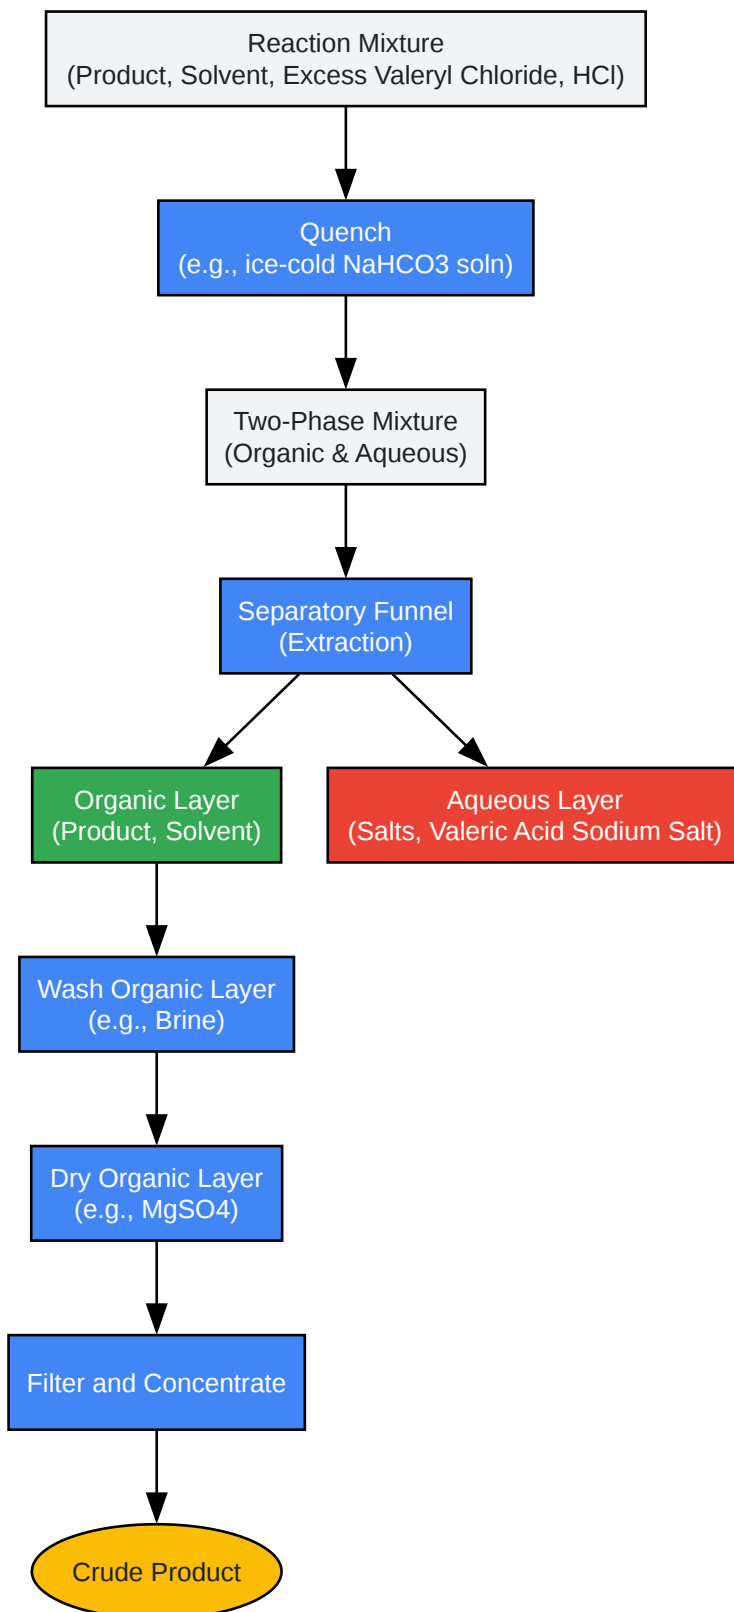 Reaction Mixture
(Product, Solvent, Excess Valeryl Chloride, HCl)
Quench
(e.g., ice-cold NaHCO3 soln)
Two-Phase Mixture
(Organic & Aqueous)
Separatory Funnel
(Extraction)
Organic Layer
(Product, Solvent)
Aqueous Layer
(Salts, Valeric Acid Sodium Salt)
Wash Organic Layer
(e.g., Brine)
Dry Organic Layer
(e.g., MgSO4)
Filter and Concentrate
Crude Product